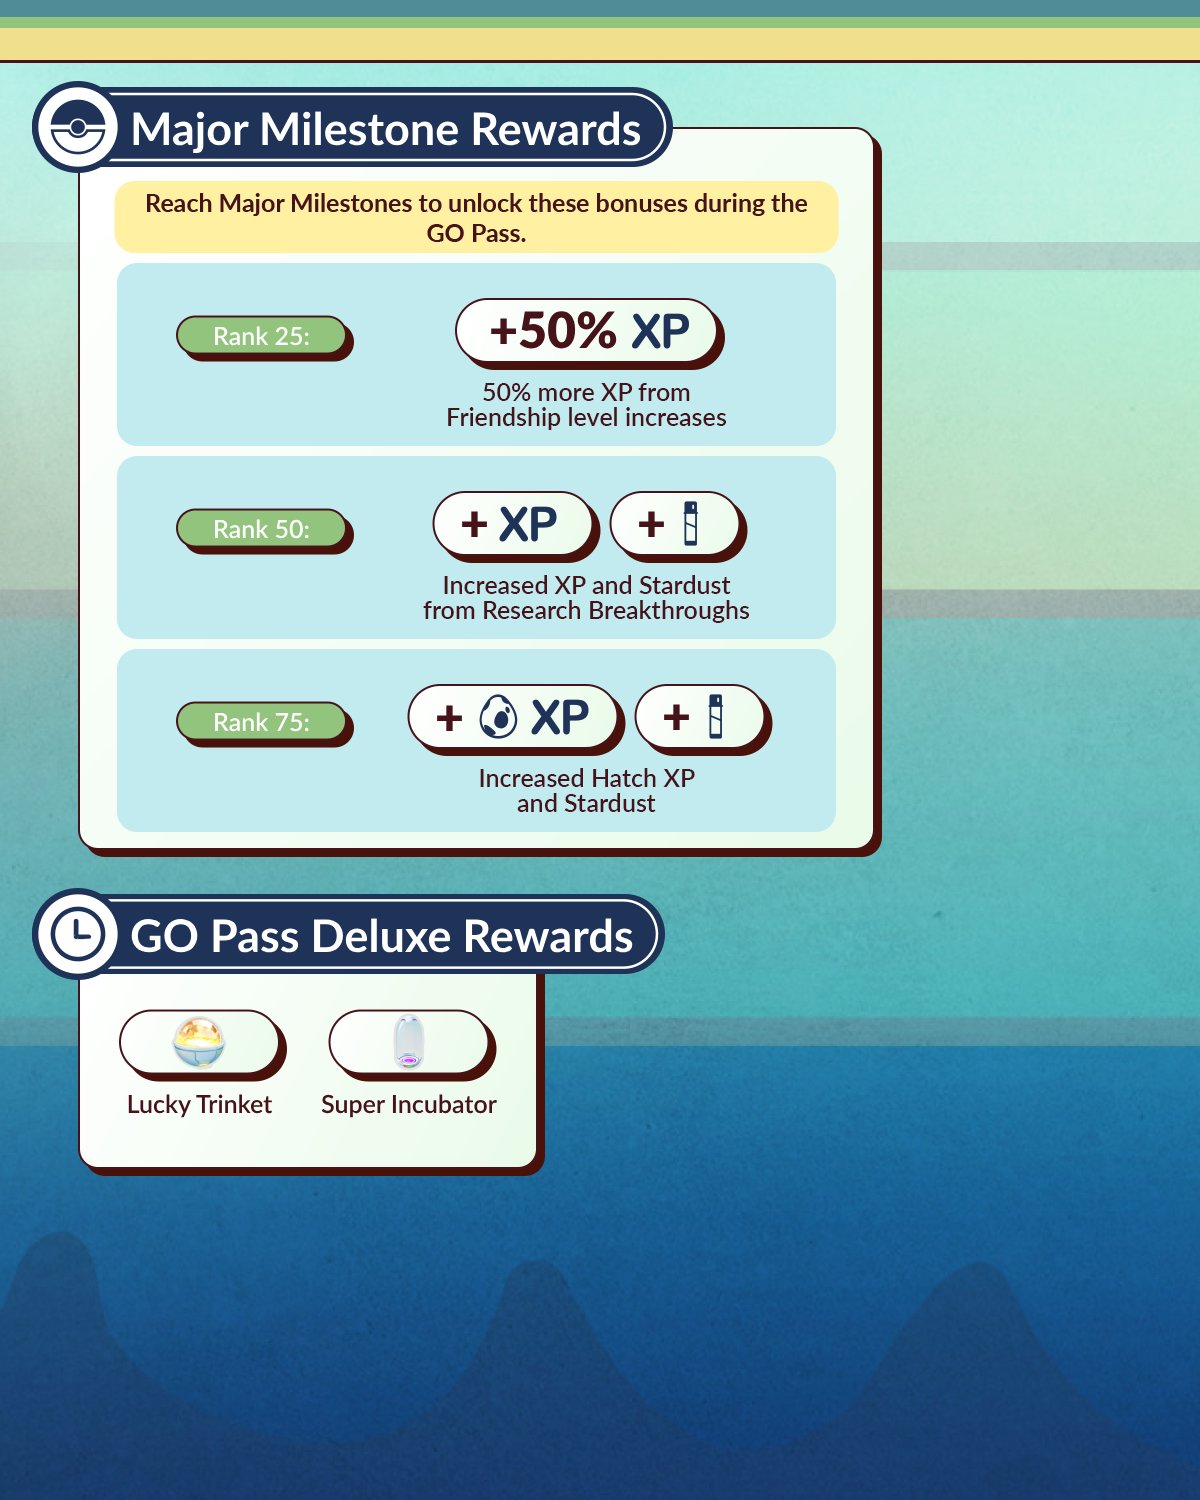 Major Milestone Rewards
Reach Major Milestones to unlock these bonuses during the
GO Pass.
Rank 25:
+50% XP
50% more XP from
Friendship level increases
Rank 50:
+ XP +
Increased XP and Stardust
from Research Breakthroughs
Rank 75:
+ XP +
Increased Hatch XP
and Stardust
GO Pass Deluxe Rewards
Lucky Trinket
Super Incubator